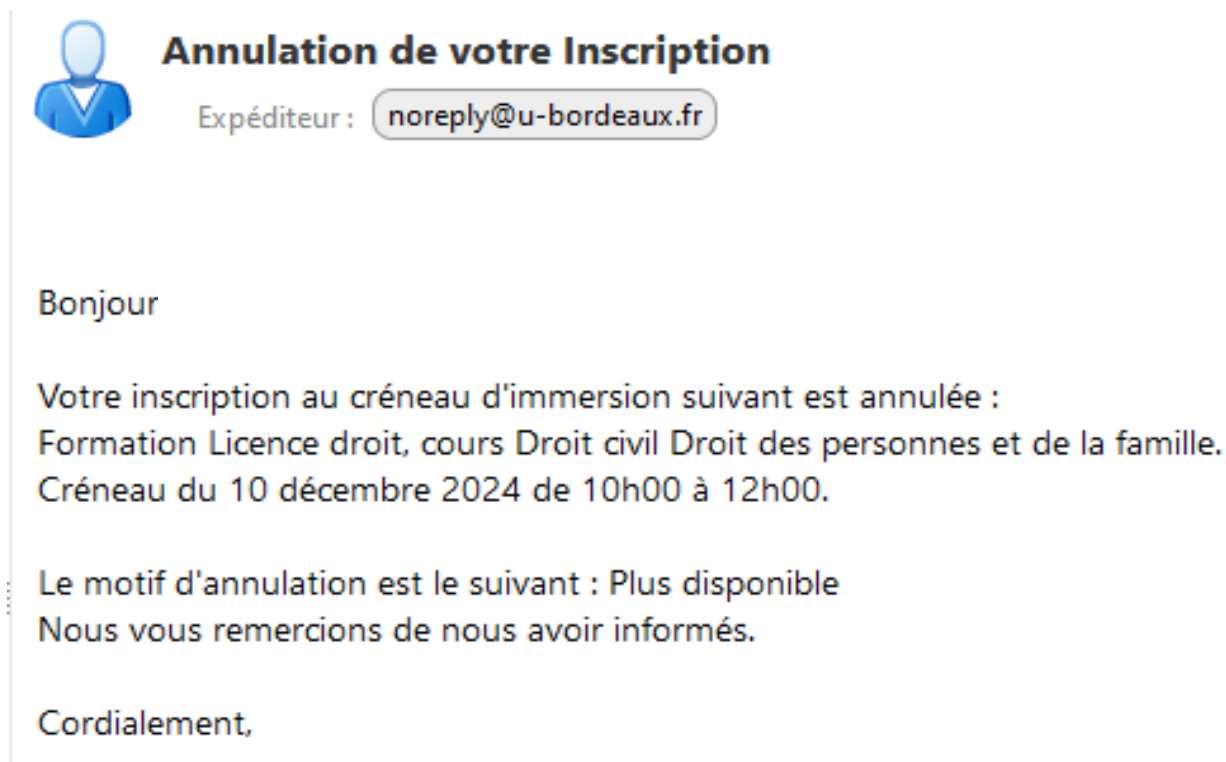 Annulation de votre Inscription
Expéditeur : noreply@u-bordeaux.fr
Bonjour
Votre inscription au créneau d'immersion suivant est annulée :
Formation Licence droit, cours Droit civil Droit des personnes et de la famille.
Créneau du 10 décembre 2024 de 10h00 à 12h00.
Le motif d'annulation est le suivant : Plus disponible
Nous vous remercions de nous avoir informés.
Cordialement,